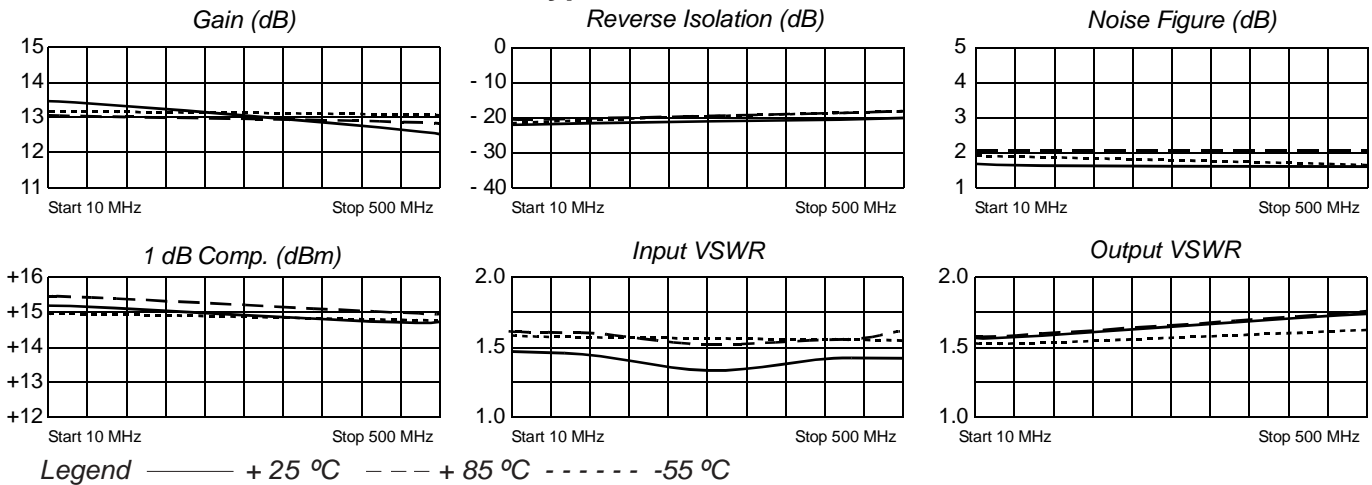 Gain (dB)
15
14
13
12
11
Start 10 MHz Stop 500 MHz
Reverse Isolation (dB)
0
- 10
- 20
- 30
- 40
Start 10 MHz Stop 500 MHz
Noise Figure (dB)
5
4
3
2
1
Start 10 MHz Stop 500 MHz
1 dB Comp. (dBm)
+16
+15
+14
+13
+12
Start 10 MHz Stop 500 MHz
Input VSWR
2.0
1.5
1.0
Start 10 MHz Stop 500 MHz
Output VSWR
2.0
1.5
1.0
Start 10 MHz Stop 500 MHz
Legend + 25 ºC + 85 ºC -55 ºC